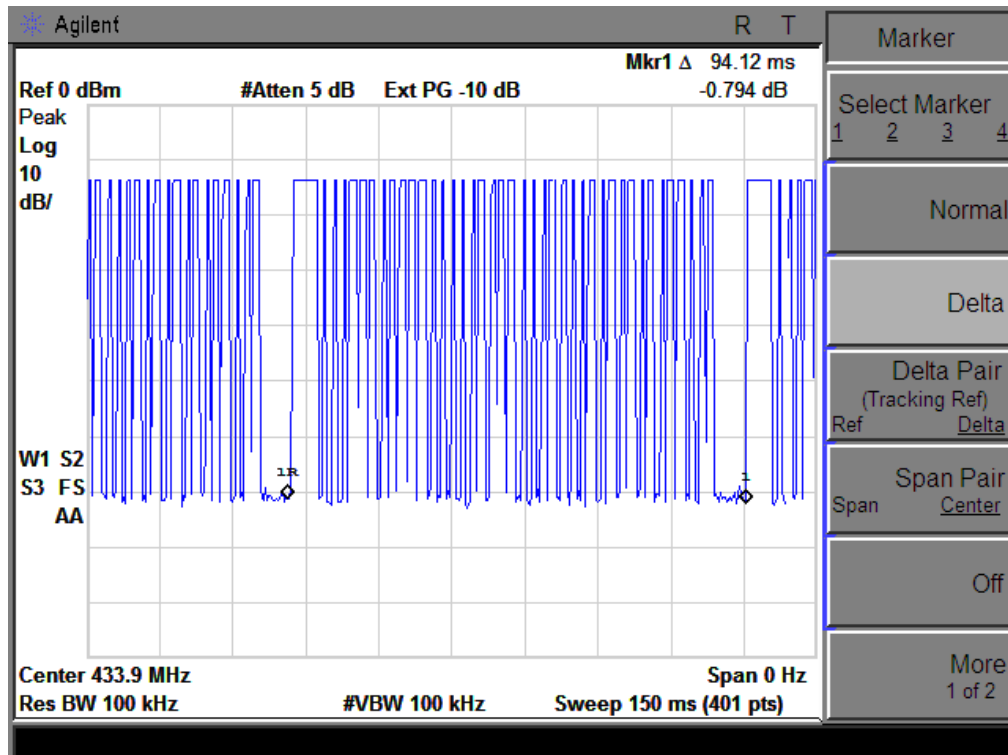 Agilent R T
Mkr1 Δ 94.12 ms
Ref 0 dBm #Atten 5 dB Ext PG -10 dB -0.794 dB
Peak
Log
10
dB/
W1 S2
S3 FS
AA
1R
1
Center 433.9 MHz Span 0 Hz
Res BW 100 kHz #VBW 100 kHz Sweep 150 ms (401 pts)
Marker
Select Marker
1 2 3 4
Normal
Delta
Delta Pair
(Tracking Ref)
Ref Delta
Span Pair
Span Center
Off
More
1 of 2